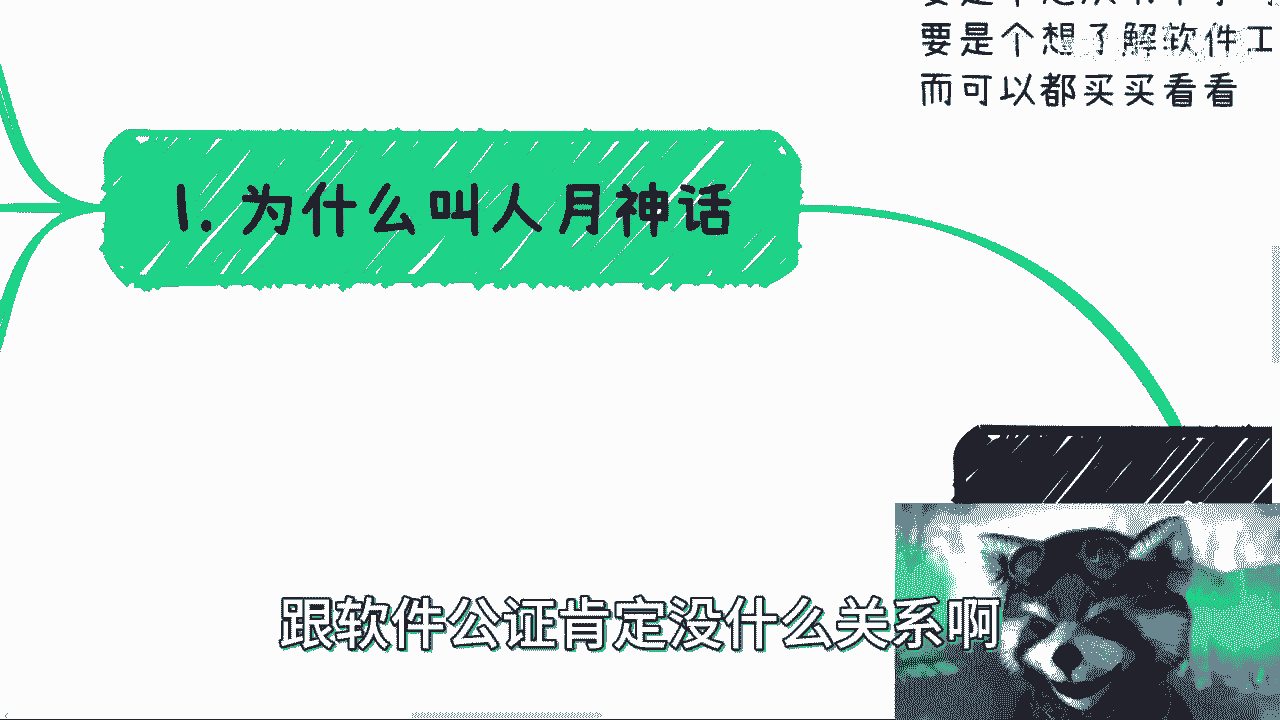 要是个想了解软件工
而可以都买买看看
1. 为什么叫人月神话
跟软件公证肯定没什么关系啊